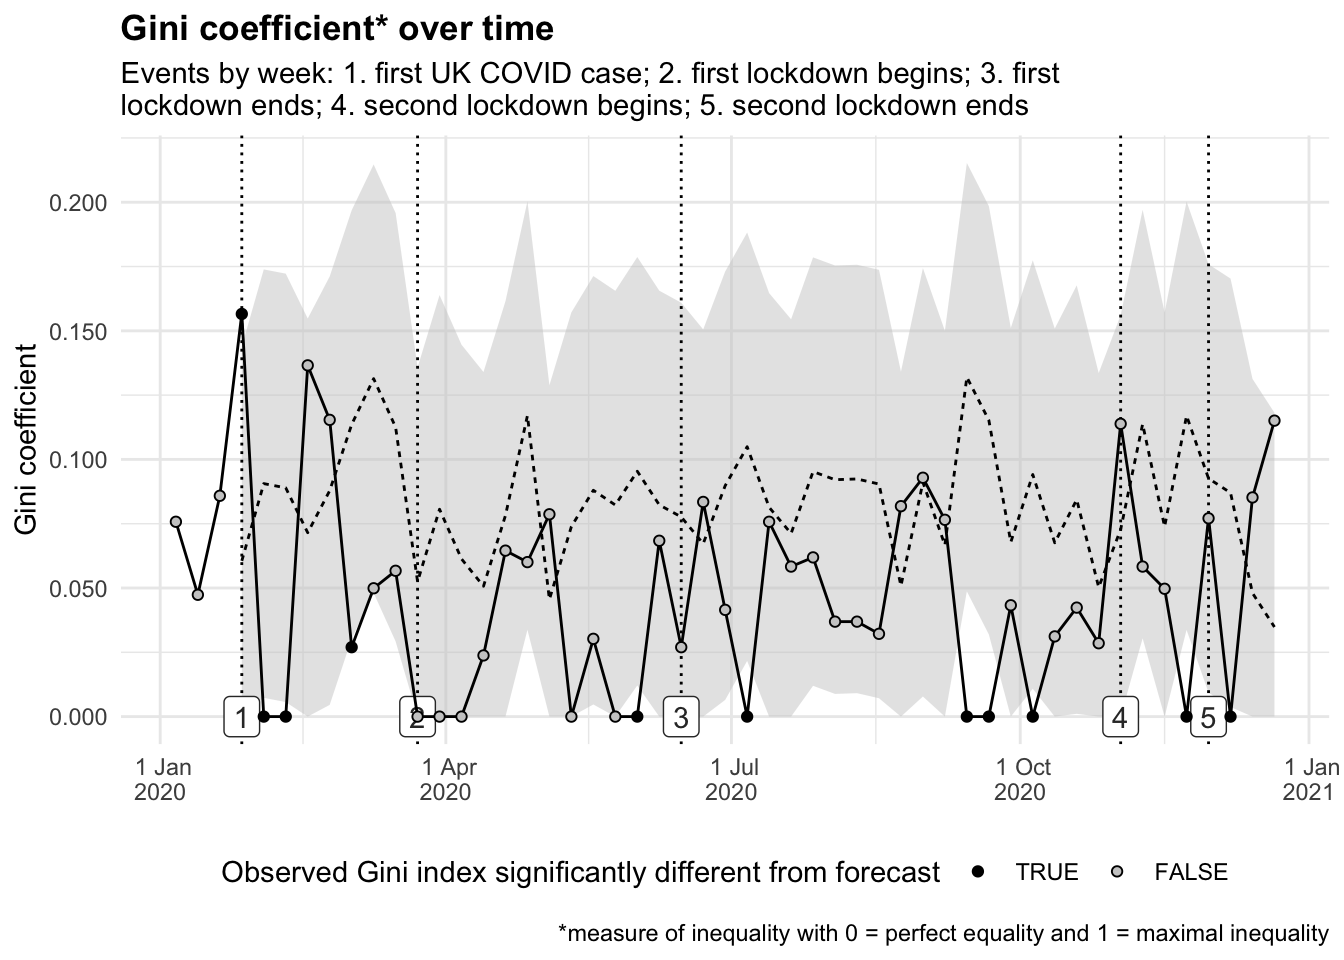 Gini coefficient* over time
Events by week: 1. first UK COVID case; 2. first lockdown begins; 3. first
lockdown ends; 4. second lockdown begins; 5. second lockdown ends
Gini coefficient
0.200
0.150
0.100
0.050
0.000
1
2
3
4
5
1 Jan
2020
1 Apr
2020
1 Jul
2020
1 Oct
2020
1 Jan
2021
Observed Gini index significantly different from forecast TRUE FALSE
*measure of inequality with 0 = perfect equality and 1 = maximal inequality